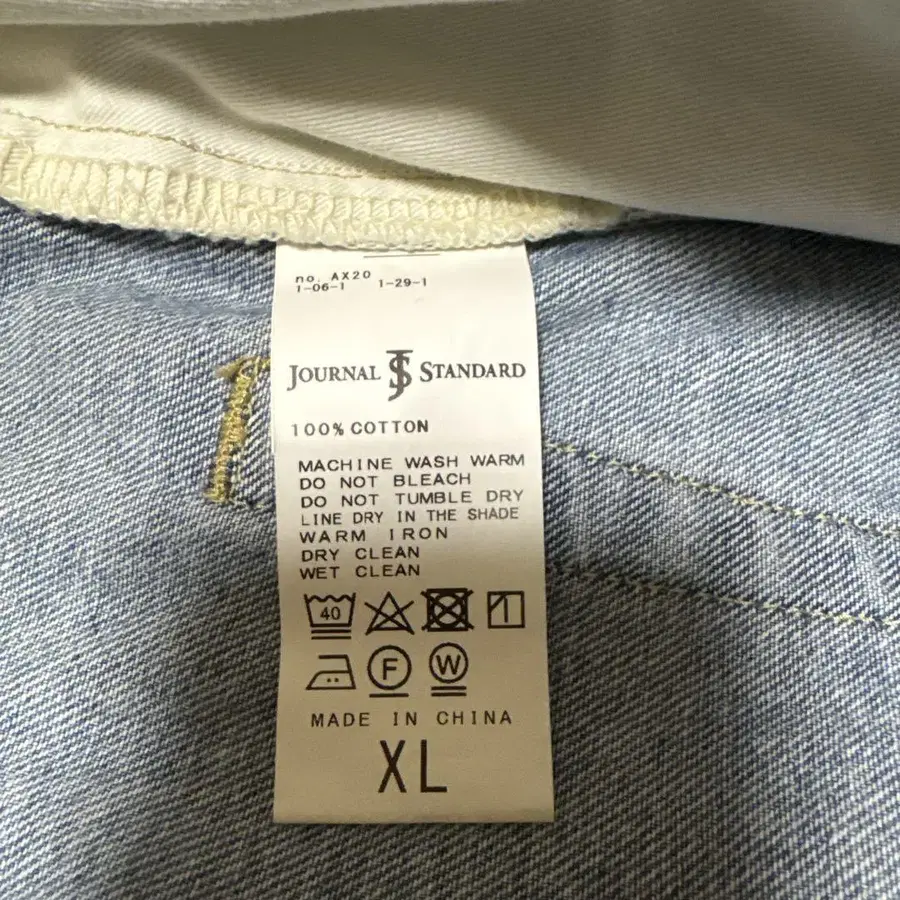 no. AX20
1-06-1 1-29-1
JOURNAL JS STANDARD
100% COTTON
MACHINE WASH WARM
DO NOT BLEACH
DO NOT TUMBLE DRY
LINE DRY IN THE SHADE
WARM IRON
DRY CLEAN
WET CLEAN
40
F W
MADE IN CHINA
XL